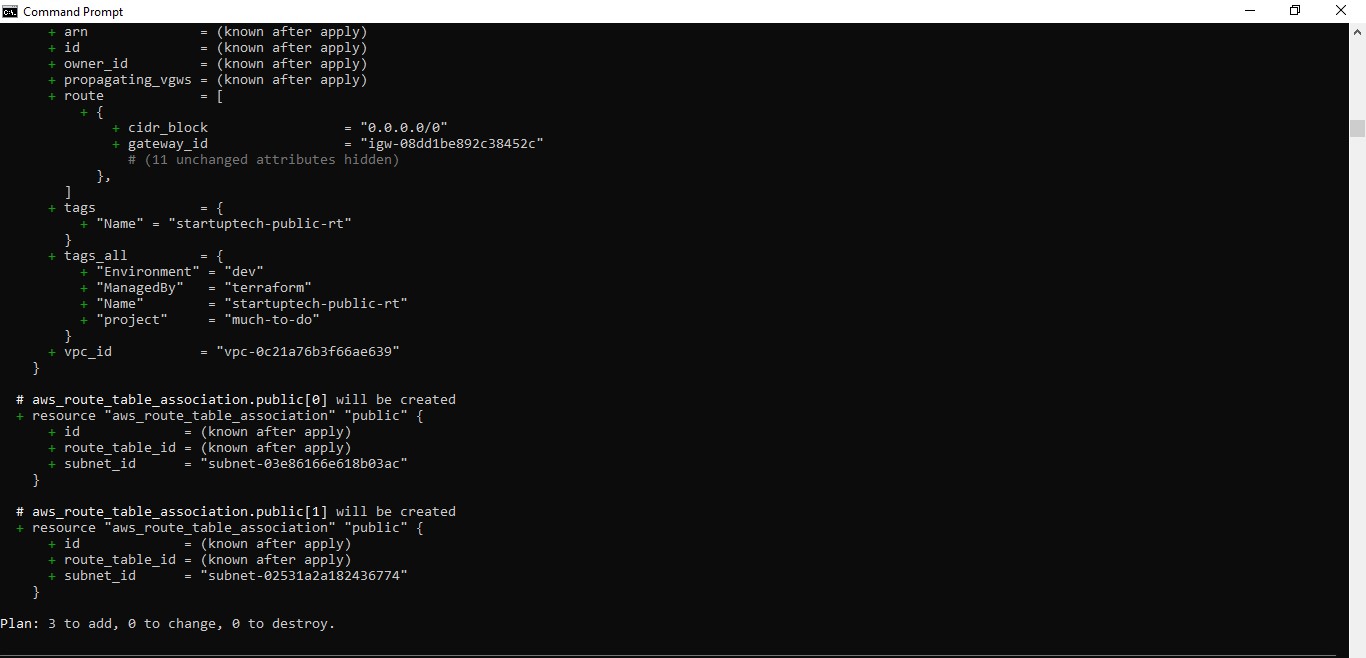 Command Prompt
+ arn              = (known after apply)
+ id               = (known after apply)
+ owner_id         = (known after apply)
+ propagating_vgws = (known after apply)
+ route            = [
+ {
+ cidr_block                 = "0.0.0.0/0"
+ gateway_id                 = "igw-08dd1be892c38452c"
# (11 unchanged attributes hidden)
},
]
+ tags             = {
+ "Name" = "startuptech-public-rt"
}
+ tags_all         = {
+ "Environment" = "dev"
+ "ManagedBy"   = "terraform"
+ "Name"        = "startuptech-public-rt"
+ "project"     = "much-to-do"
}
+ vpc_id           = "vpc-0c21a76b3f66ae639"
}
# aws_route_table_association.public[0] will be created
+ resource "aws_route_table_association" "public" {
+ id             = (known after apply)
+ route_table_id = (known after apply)
+ subnet_id      = "subnet-03e86166e618b03ac"
}
# aws_route_table_association.public[1] will be created
+ resource "aws_route_table_association" "public" {
+ id             = (known after apply)
+ route_table_id = (known after apply)
+ subnet_id      = "subnet-02531a2a182436774"
}
Plan: 3 to add, 0 to change, 0 to destroy.